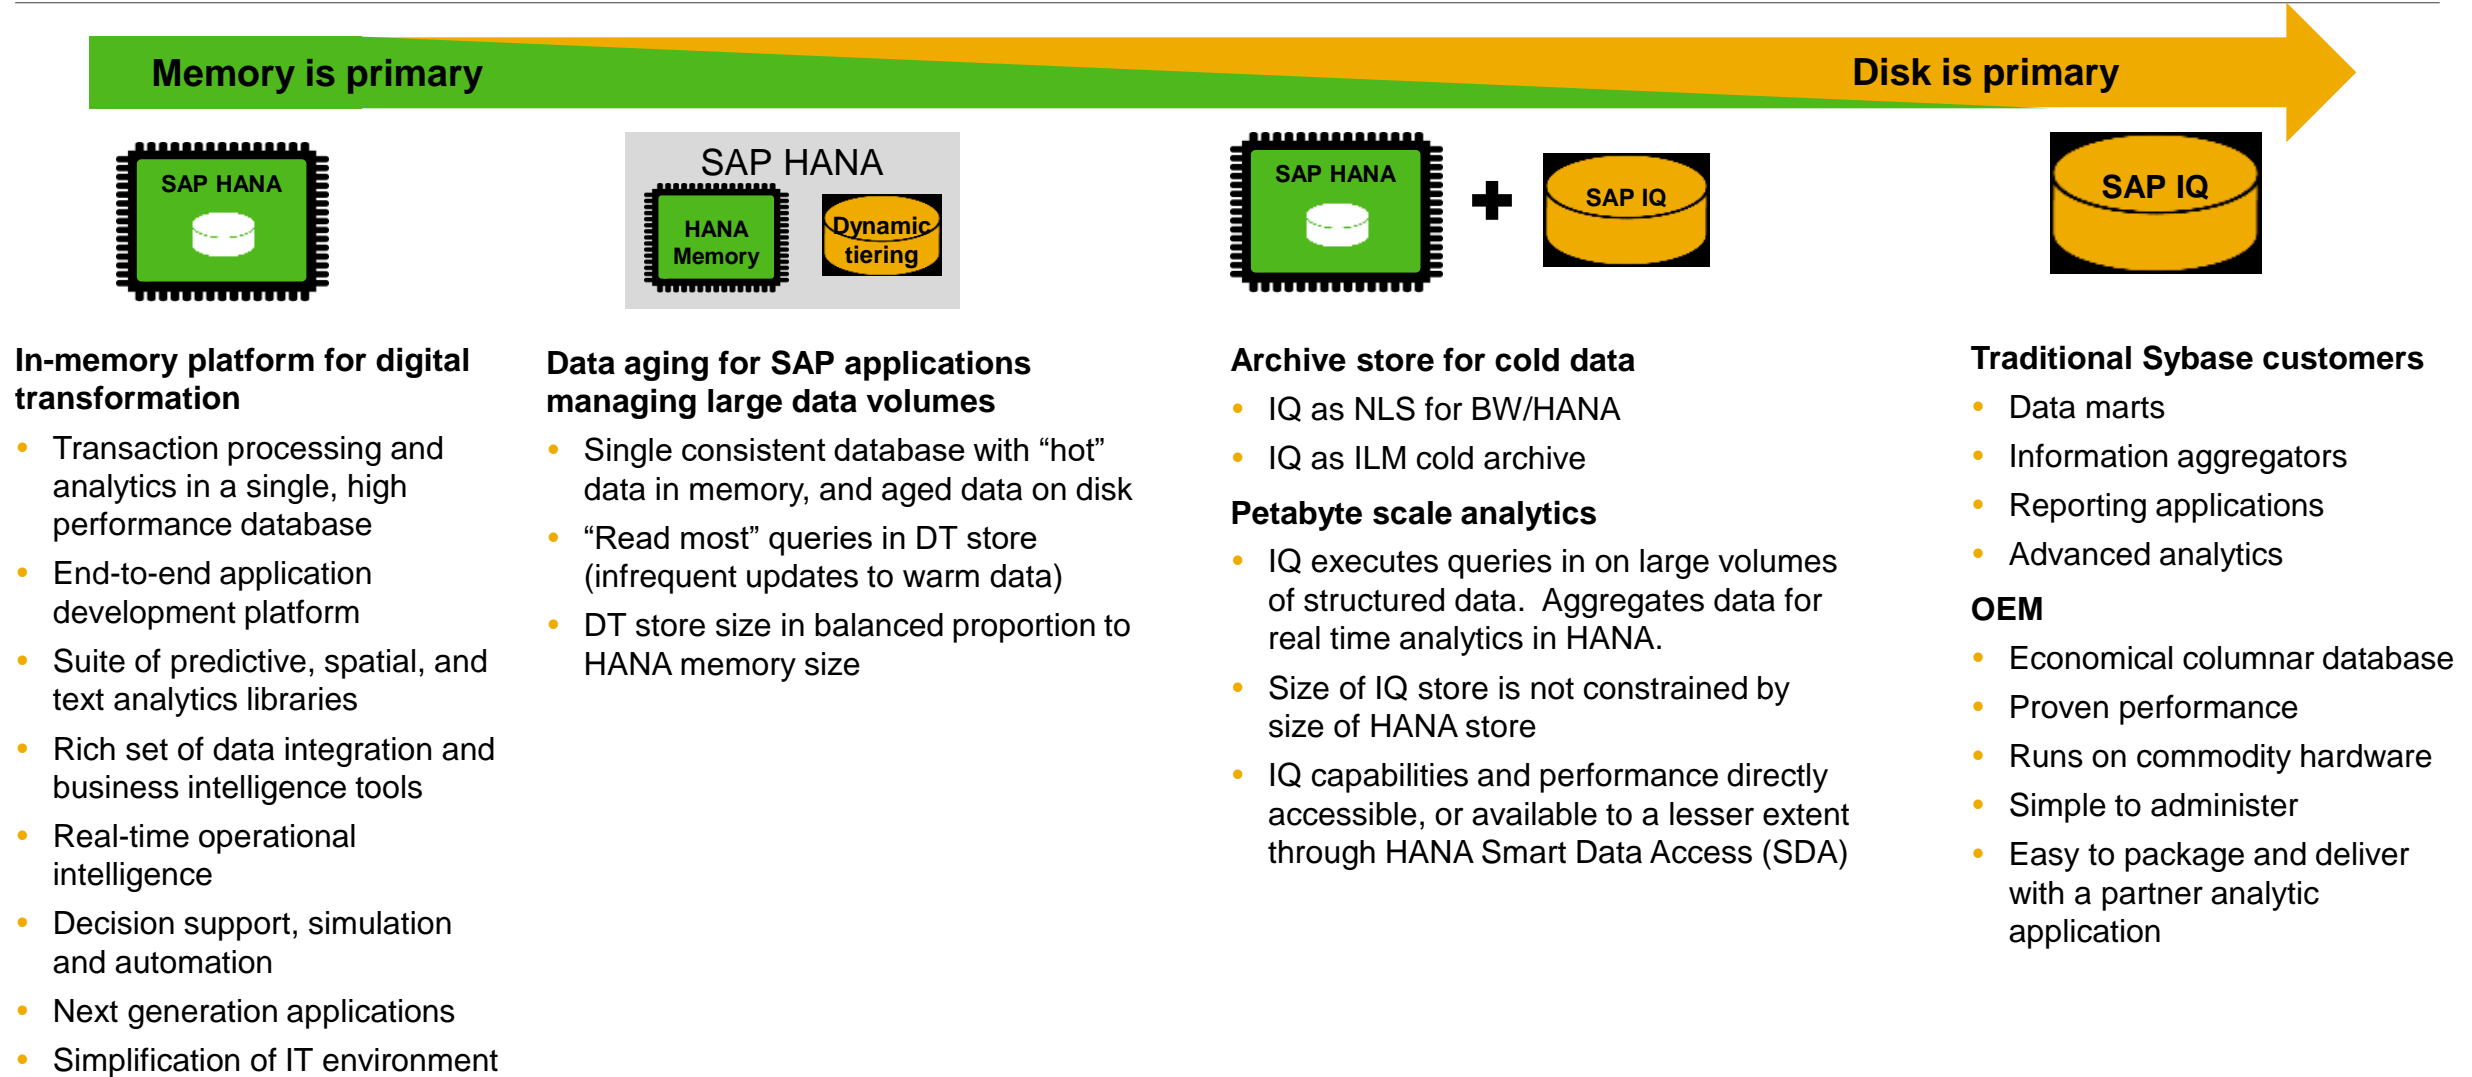 Memory is primary
Disk is primary
SAP HANA
SAP HANA
HANA
Memory
Dynamic
tiering
SAP HANA
SAP IQ
SAP IQ
In-memory platform for digital
transformation
• Transaction processing and
analytics in a single, high
performance database
• End-to-end application
development platform
• Suite of predictive, spatial, and
text analytics libraries
• Rich set of data integration and
business intelligence tools
• Real-time operational
intelligence
• Decision support, simulation
and automation
• Next generation applications
• Simplification of IT environment
Data aging for SAP applications
managing large data volumes
• Single consistent database with “hot”
data in memory, and aged data on disk
• “Read most” queries in DT store
(infrequent updates to warm data)
• DT store size in balanced proportion to
HANA memory size
Archive store for cold data
• IQ as NLS for BW/HANA
• IQ as ILM cold archive
Petabyte scale analytics
• IQ executes queries in on large volumes
of structured data.  Aggregates data for
real time analytics in HANA.
• Size of IQ store is not constrained by
size of HANA store
• IQ capabilities and performance directly
accessible, or available to a lesser extent
through HANA Smart Data Access (SDA)
Traditional Sybase customers
• Data marts
• Information aggregators
• Reporting applications
• Advanced analytics
OEM
• Economical columnar database
• Proven performance
• Runs on commodity hardware
• Simple to administer
• Easy to package and deliver
with a partner analytic
application